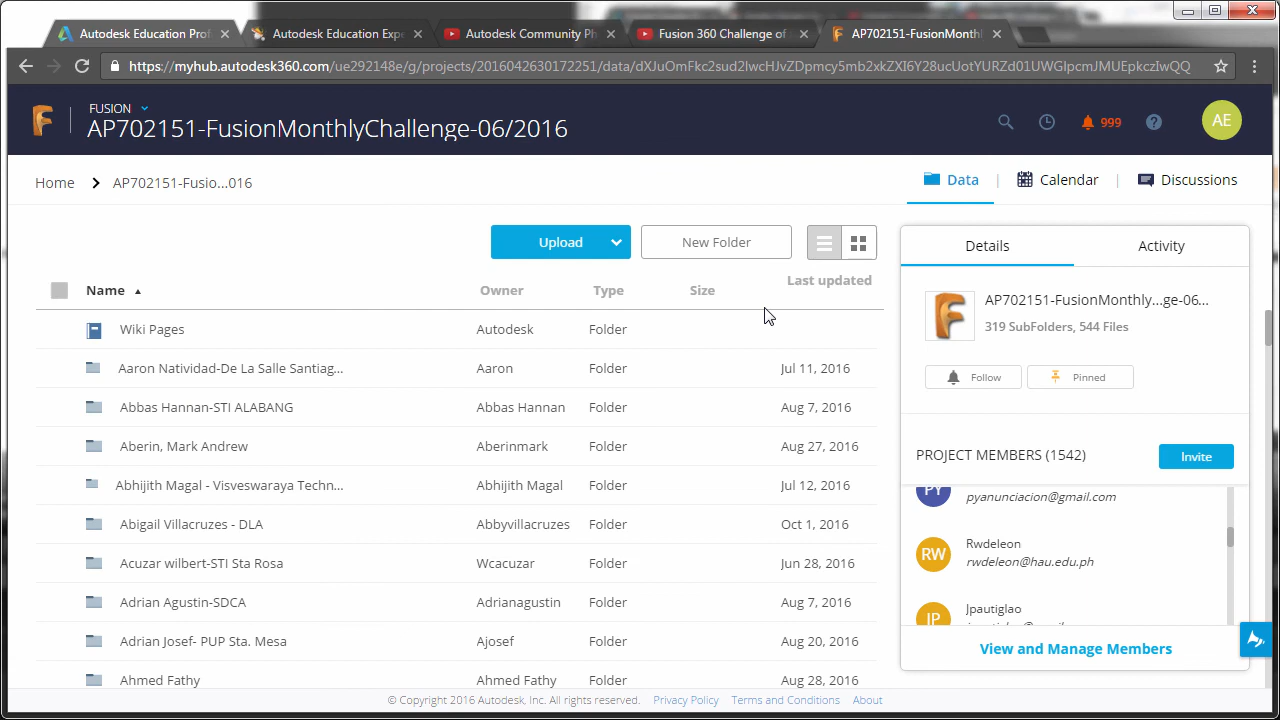 Autodesk Education Prof
Autodesk Education Exp
Autodesk Community Ph
Fusion 360 Challenge of
AP702151-FusionMonthl
https://myhub.autodesk360.com/ue292148e/g/projects/2016042630172251/data/dXJuOmFkc2sud2lwcHJvZDpmcy5mb2xkZXI6Y28ucUotYURZd01UWGlpcmJMUEpkczIwQQ
FUSION
AP702151-FusionMonthlyChallenge-06/2016
999
AE
Home
AP702151-Fusio...016
Data
Calendar
Discussions
Upload
New Folder
Name Owner Type Size Last updated
Wiki Pages Autodesk Folder
Aaron Natividad-De La Salle Santiag... Aaron Folder Jul 11, 2016
Abbas Hannan-STI ALABANG Abbas Hannan Folder Aug 7, 2016
Aberin, Mark Andrew Aberinmark Folder Aug 27, 2016
Abhijith Magal - Visveswaraya Techn... Abhijith Magal Folder Jul 12, 2016
Abigail Villacruzes - DLA Abbyvillacruzes Folder Oct 1, 2016
Acuzar wilbert-STI Sta Rosa Wcacuzar Folder Jun 28, 2016
Adrian Agustin-SDCA Adrianagustin Folder Aug 7, 2016
Adrian Josef- PUP Sta. Mesa Ajosef Folder Aug 20, 2016
Ahmed Fathy Ahmed Fathy Folder Aug 28, 2016
Details
Activity
AP702151-FusionMonthly...ge-06...
319 SubFolders, 544 Files
Follow
Pinned
PROJECT MEMBERS (1542)
Invite
PY
pyanunciacion@gmail.com
RW
Rwdeleon
rwdeleon@hau.edu.ph
JP
Jpautiglao
View and Manage Members
© Copyright 2016 Autodesk, Inc. All rights reserved. Privacy Policy Terms and Conditions About